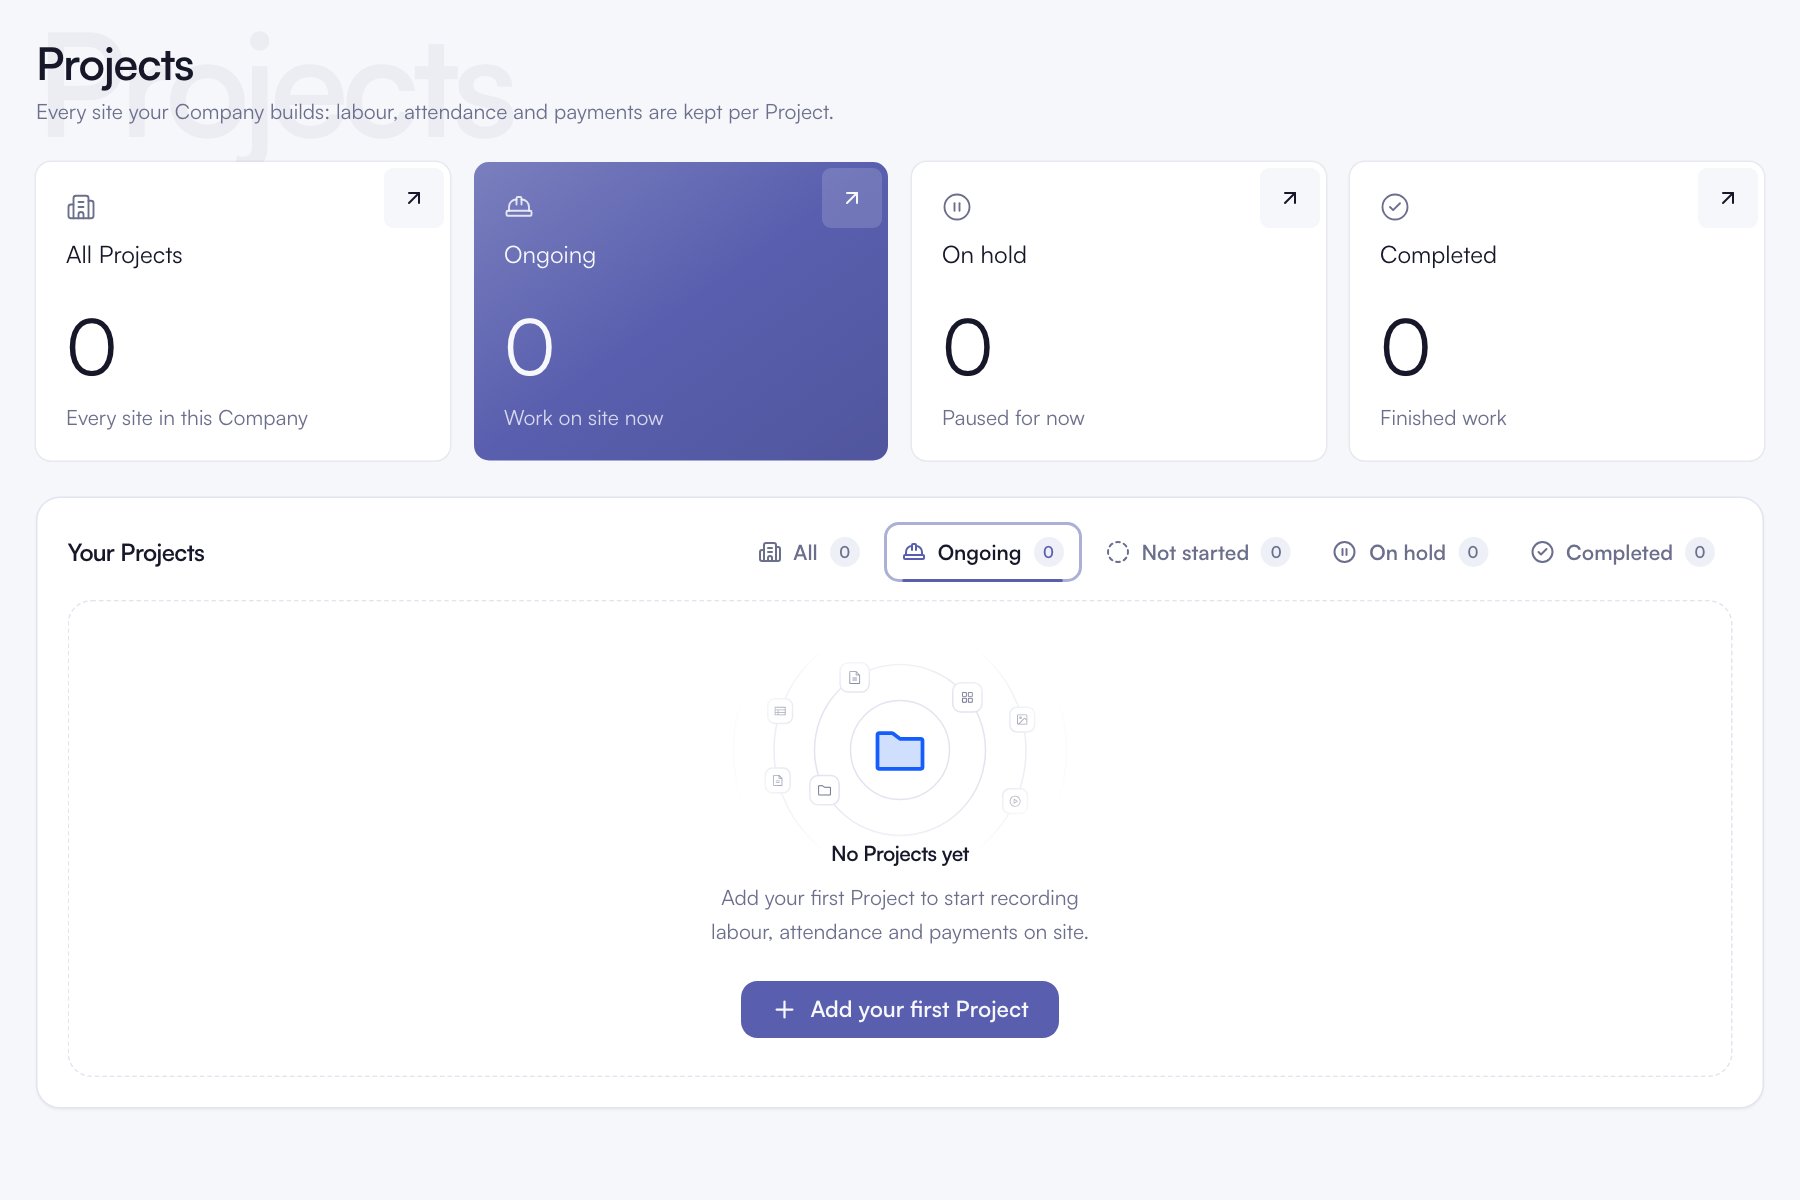 Projects
Projects
Every site your Company builds: labour, attendance and payments are kept per Project.
All Projects
0
Every site in this Company
Ongoing
0
Work on site now
On hold
0
Paused for now
Completed
0
Finished work
Your Projects
All 0
Ongoing 0
Not started 0
On hold 0
Completed 0
No Projects yet
Add your first Project to start recording
labour, attendance and payments on site.
Add your first Project